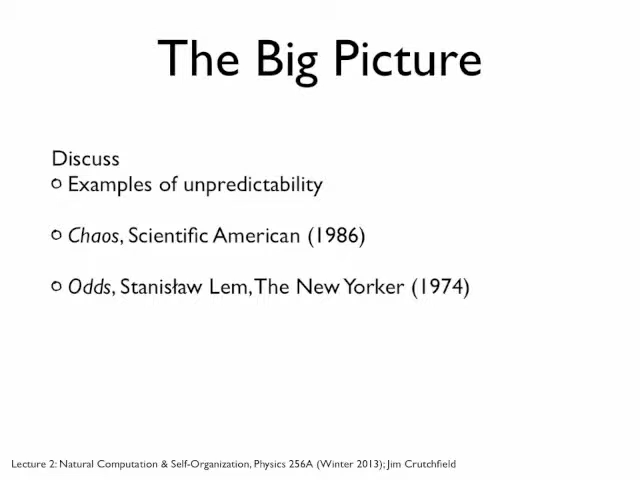 The Big Picture
Discuss
Examples of unpredictability
Chaos, Scientific American (1986)
Odds, Stanisław Lem, The New Yorker (1974)
Lecture 2: Natural Computation & Self-Organization, Physics 256A (Winter 2013); Jim Crutchfield